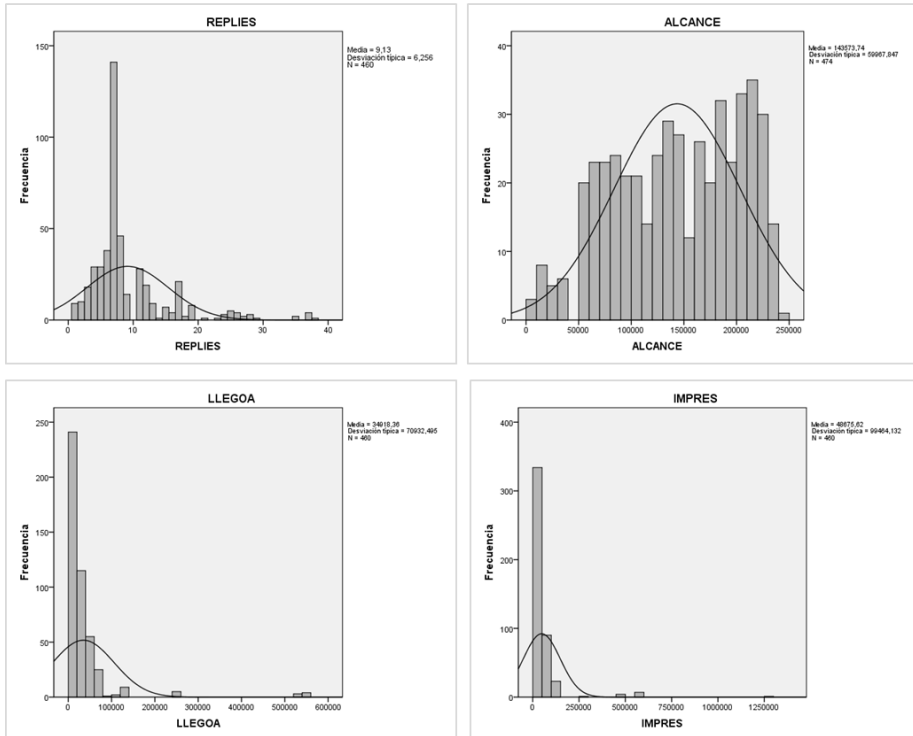 REPLIES
Media = 9,13
Desviación típica = 6,256
N = 460
150
100
50
0
Frecuencia
0 10 20 30 40
REPLIES
ALCANCE
Media = 143573,74
Desviación típica = 59967,847
N = 474
40
30
20
10
0
Frecuencia
0 50000 100000 150000 200000 250000
ALCANCE
LLEGOA
Media = 34918,36
Desviación típica = 70932,495
N = 460
250
200
150
100
50
0
Frecuencia
0 100000 200000 300000 400000 500000 600000
LLEGOA
IMPRES
Media = 48675,62
Desviación típica = 99464,132
N = 460
400
300
200
100
0
Frecuencia
0 250000 500000 750000 1000000 1250000
IMPRES